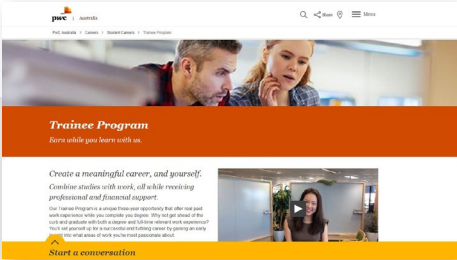 pwc | Australia
Share
Menu
PwC Australia > Careers > Student Careers > Trainee Program
Trainee Program
Earn while you learn with us.
Create a meaningful career, and yourself.
Combine studies with work, all while receiving
professional and financial support.
Our Trainee Program is a unique three-year opportunity that offer real paid
work experience while you complete you degree. Why not get ahead of the
curb and graduate with both a degree and full-time relevant work experience?
You'll set yourself up for a successful and fulfilling career by gaining an early
insight into what areas of work you're most passionate about.
Start a conversation